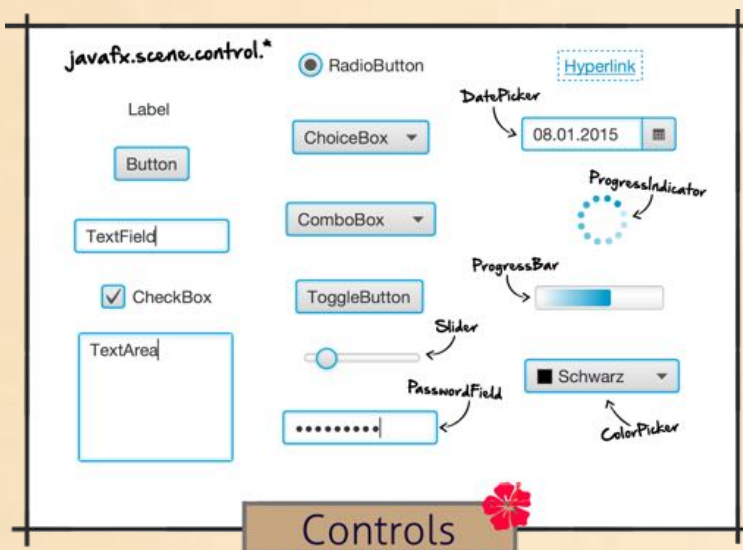 javafx.scene.control.*
Label
Button
TextField
CheckBox
TextArea
RadioButton
ChoiceBox
ComboBox
ToggleButton
Slider
PasswordField
•••••••••
Hyperlink
DatePicker
08.01.2015
ProgressIndicator
ProgressBar
Schwarz
ColorPicker
Controls